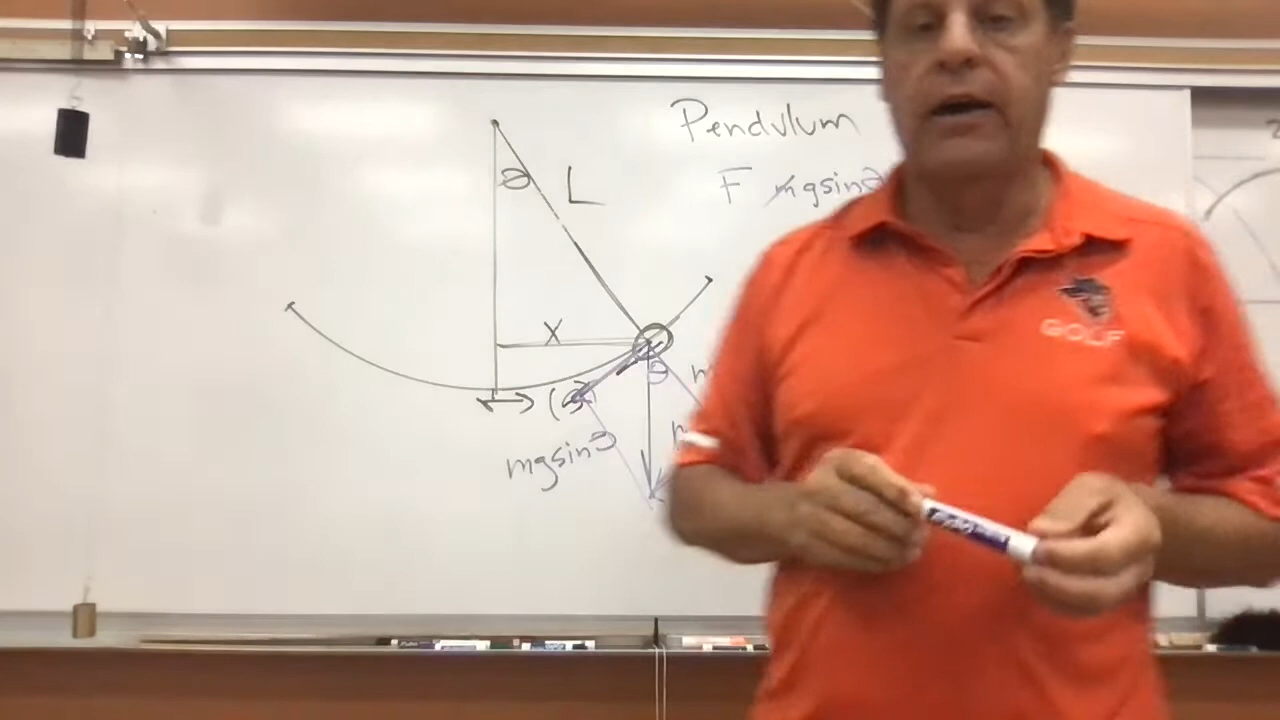 Pendulum
F mgsinθ
θ
L
X
θ
mgsinθ
GOLF